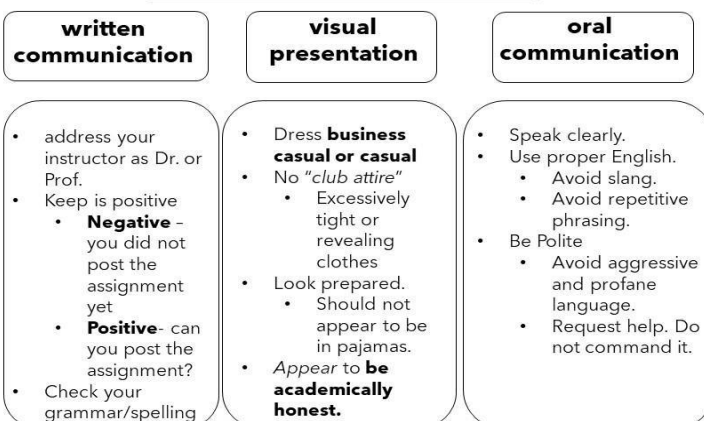 written
communication
visual
presentation
oral
communication
• address your
instructor as Dr. or
Prof.
• Keep is positive
• Negative –
you did not
post the
assignment
yet
• Positive- can
you post the
assignment?
• Check your
grammar/spelling
• Dress business
casual or casual
• No "club attire"
• Excessively
tight or
revealing
clothes
• Look prepared.
• Should not
appear to be
in pajamas.
• Appear to be
academically
honest.
• Speak clearly.
• Use proper English.
• Avoid slang.
• Avoid repetitive
phrasing.
• Be Polite
• Avoid aggressive
and profane
language.
• Request help. Do
not command it.